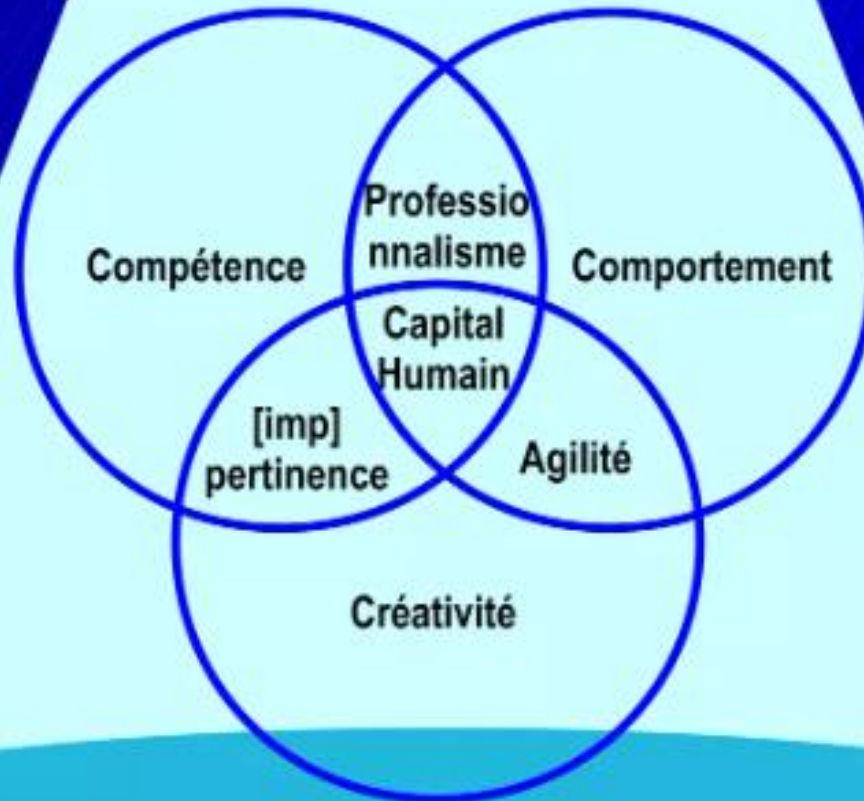 Professio
nnalisme
Compétence
Comportement
Capital
Humain
[imp]
pertinence
Agilité
Créativité